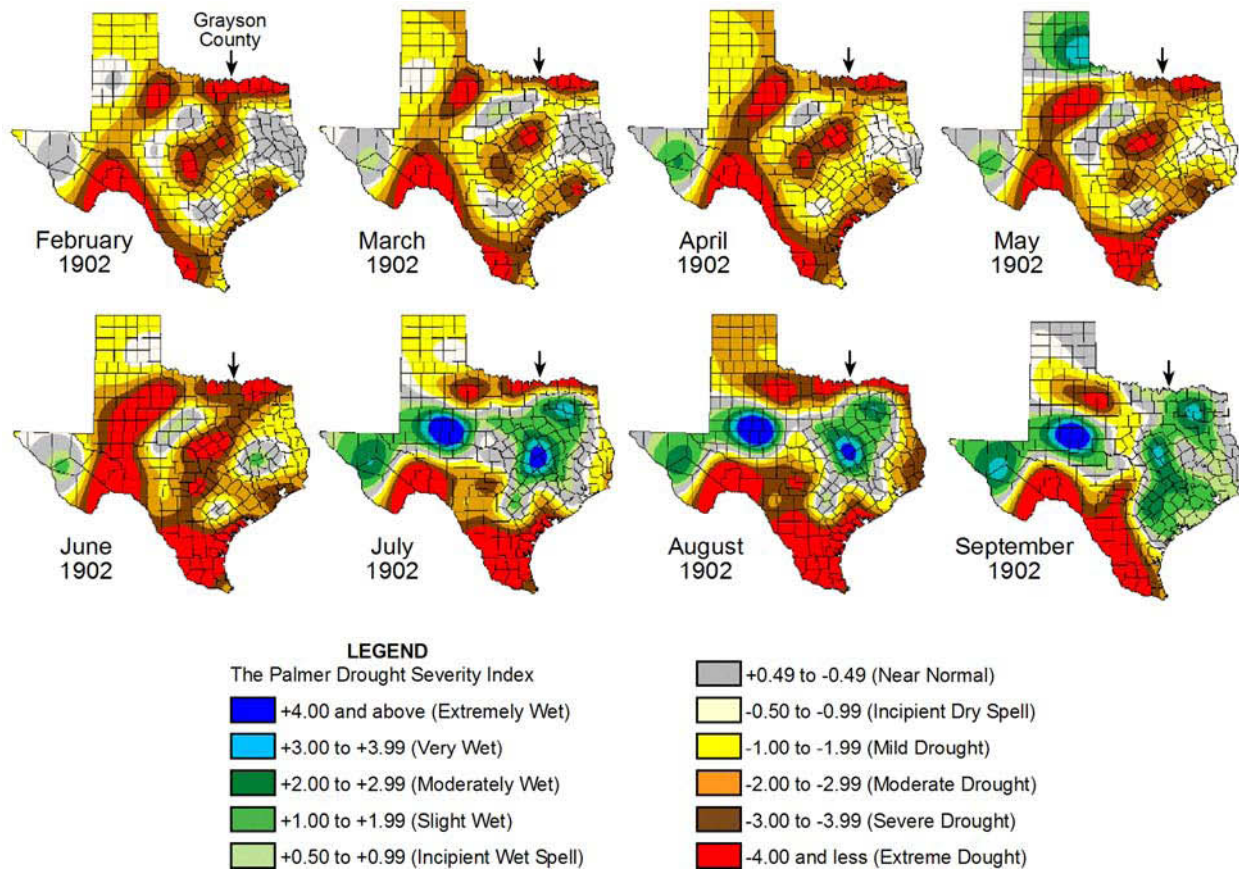 Grayson
County
February
1902
March
1902
April
1902
May
1902
June
1902
July
1902
August
1902
September
1902
LEGEND
The Palmer Drought Severity Index
+4.00 and above (Extremely Wet)
+3.00 to +3.99 (Very Wet)
+2.00 to +2.99 (Moderately Wet)
+1.00 to +1.99 (Slight Wet)
+0.50 to +0.99 (Incipient Wet Spell)
+0.49 to -0.49 (Near Normal)
-0.50 to -0.99 (Incipient Dry Spell)
-1.00 to -1.99 (Mild Drought)
-2.00 to -2.99 (Moderate Drought)
-3.00 to -3.99 (Severe Drought)
-4.00 and less (Extreme Dought)